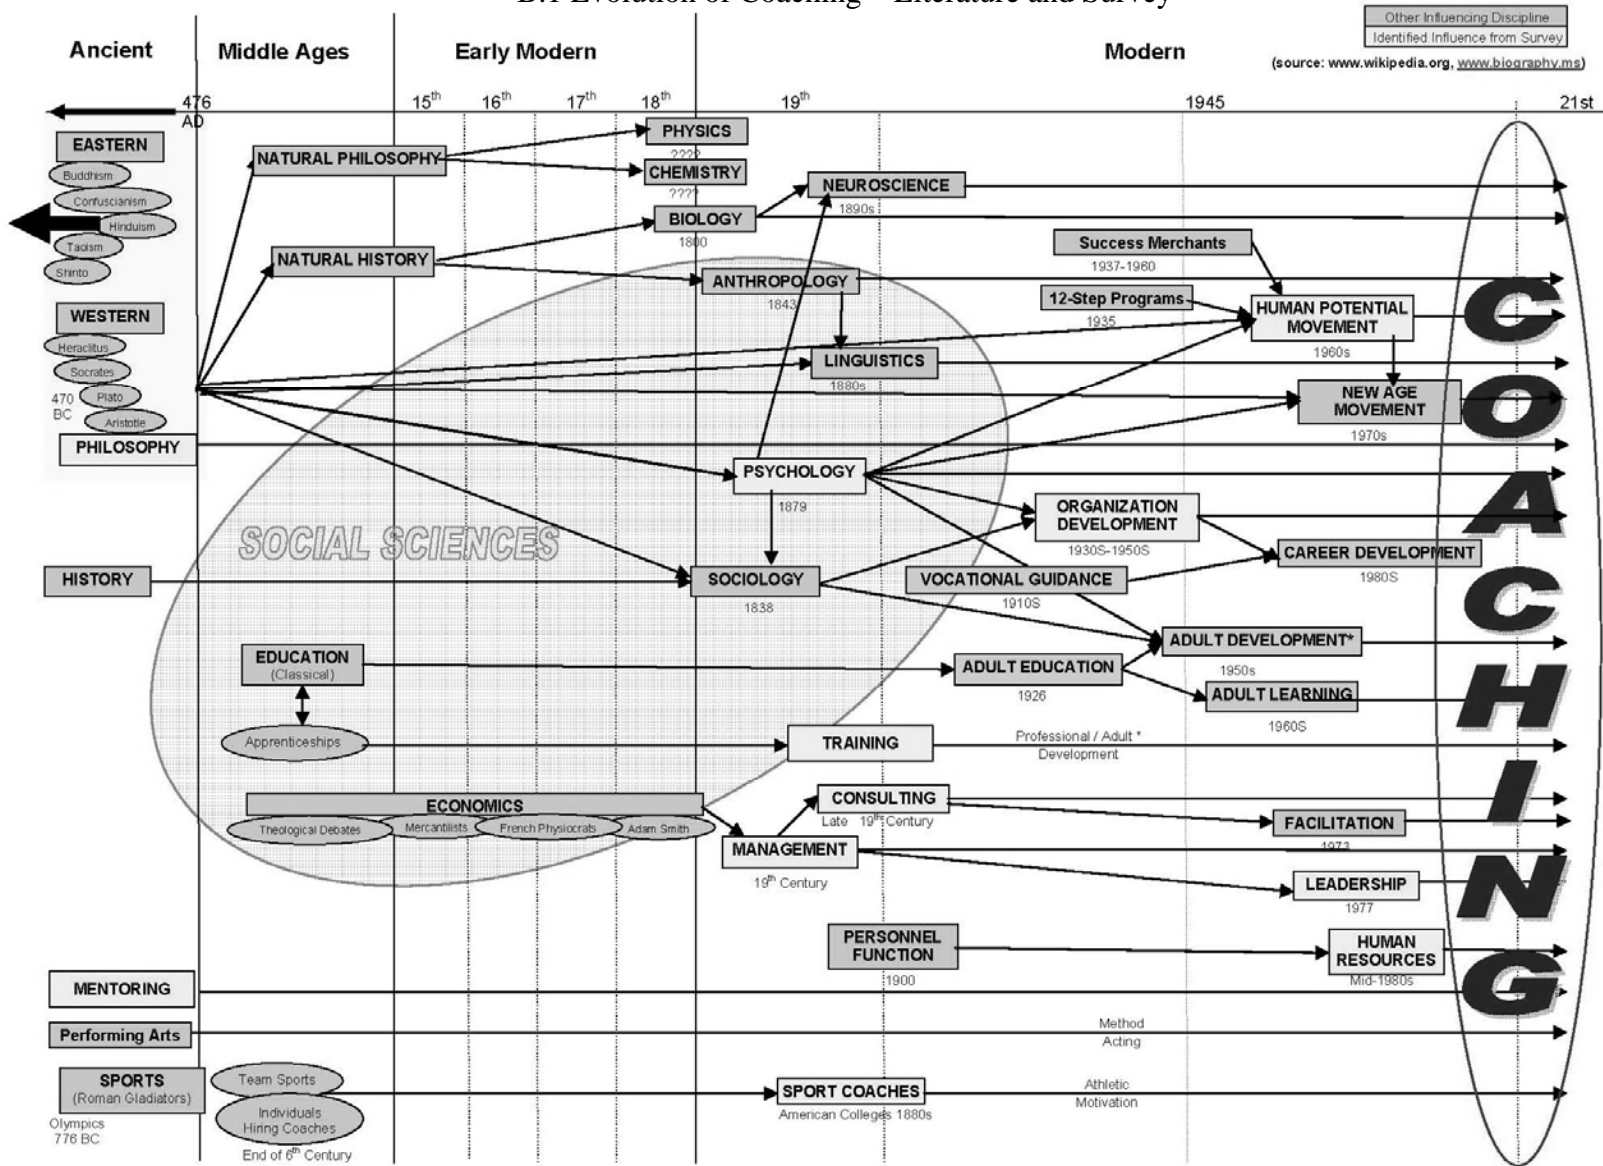 B.1 Evolution of Coaching – Literature and Survey
Other Influencing Discipline
Identified Influence from Survey
(source: www.wikipedia.org, www.biography.ms)
Ancient
Middle Ages
Early Modern
Modern
476
AD
15th
16th
17th
18th
19th
1945
21st
EASTERN
Buddhism
Confuscianism
Hinduism
Taoism
Shinto
WESTERN
Heraclitus
Socrates
470
BC
Plato
Aristotle
PHILOSOPHY
HISTORY
NATURAL PHILOSOPHY
NATURAL HISTORY
PHYSICS
????
CHEMISTRY
????
BIOLOGY
1800
NEUROSCIENCE
1890s
ANTHROPOLOGY
1843
LINGUISTICS
1880s
Success Merchants
1937-1960
12-Step Programs
1935
HUMAN POTENTIAL
MOVEMENT
1960s
NEW AGE
MOVEMENT
1970s
PSYCHOLOGY
1879
SOCIAL SCIENCES
ORGANIZATION
DEVELOPMENT
1930S-1950S
CAREER DEVELOPMENT
1980S
SOCIOLOGY
1838
VOCATIONAL GUIDANCE
1910S
ADULT DEVELOPMENT*
1950s
EDUCATION
(Classical)
ADULT EDUCATION
1926
ADULT LEARNING
1960S
Apprenticeships
TRAINING
Professional / Adult *
Development
ECONOMICS
Theological Debates
Mercantilists
French Physiocrats
Adam Smith
CONSULTING
Late 19th Century
FACILITATION
1973
MANAGEMENT
19th Century
LEADERSHIP
1977
PERSONNEL
FUNCTION
1900
HUMAN
RESOURCES
Mid-1980s
MENTORING
Performing Arts
Method
Acting
SPORTS
(Roman Gladiators)
Olympics
776 BC
Team Sports
Individuals
Hiring Coaches
End of 6th Century
SPORT COACHES
American Colleges 1880s
Athletic
Motivation
COACHING